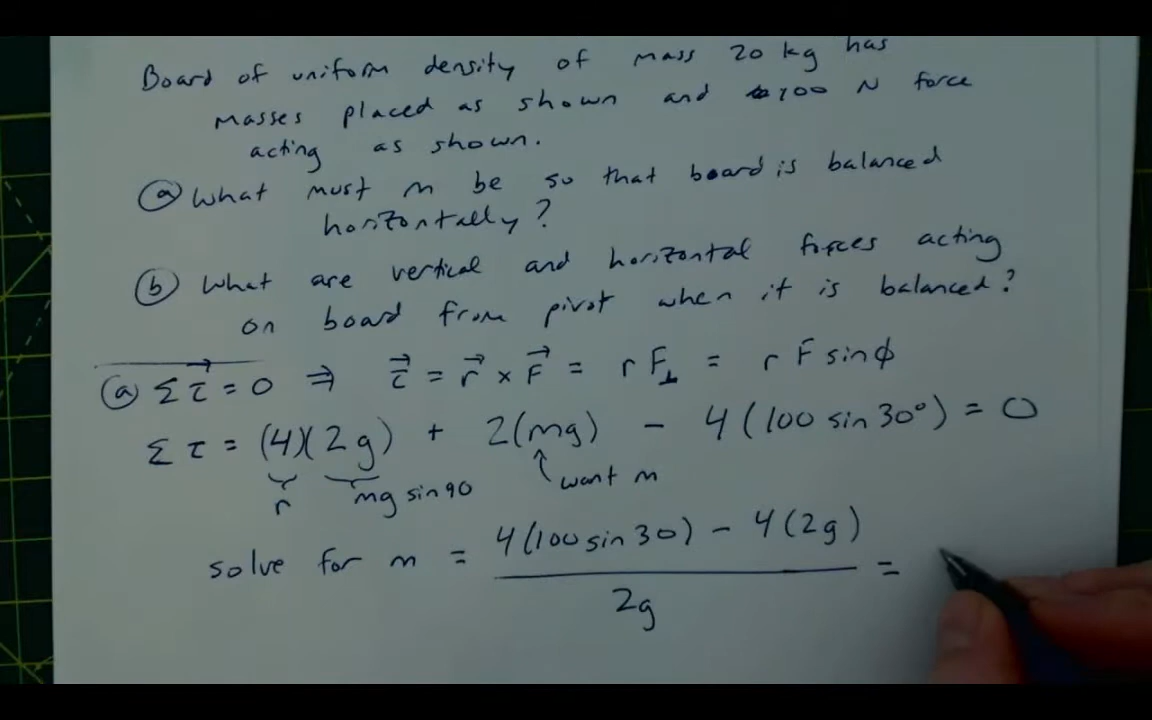 Board of uniform density of mass 20 kg has
masses placed as shown and 100 N force
acting as shown.
ⓐ What must m be so that board is balanced
horizontally?
ⓑ What are vertical and horizontal forces acting
on board from pivot when it is balanced?
ⓐ Στ⃗ = 0 ⇒ τ⃗ = r⃗ × F⃗ = r F⊥ = r F sin ϕ
Στ = (4)(2g) + 2(mg) − 4(100 sin 30°) = 0
r mg sin 90 ↑ want m
solve for m = 4(100 sin 30) − 4(2g) =
2g